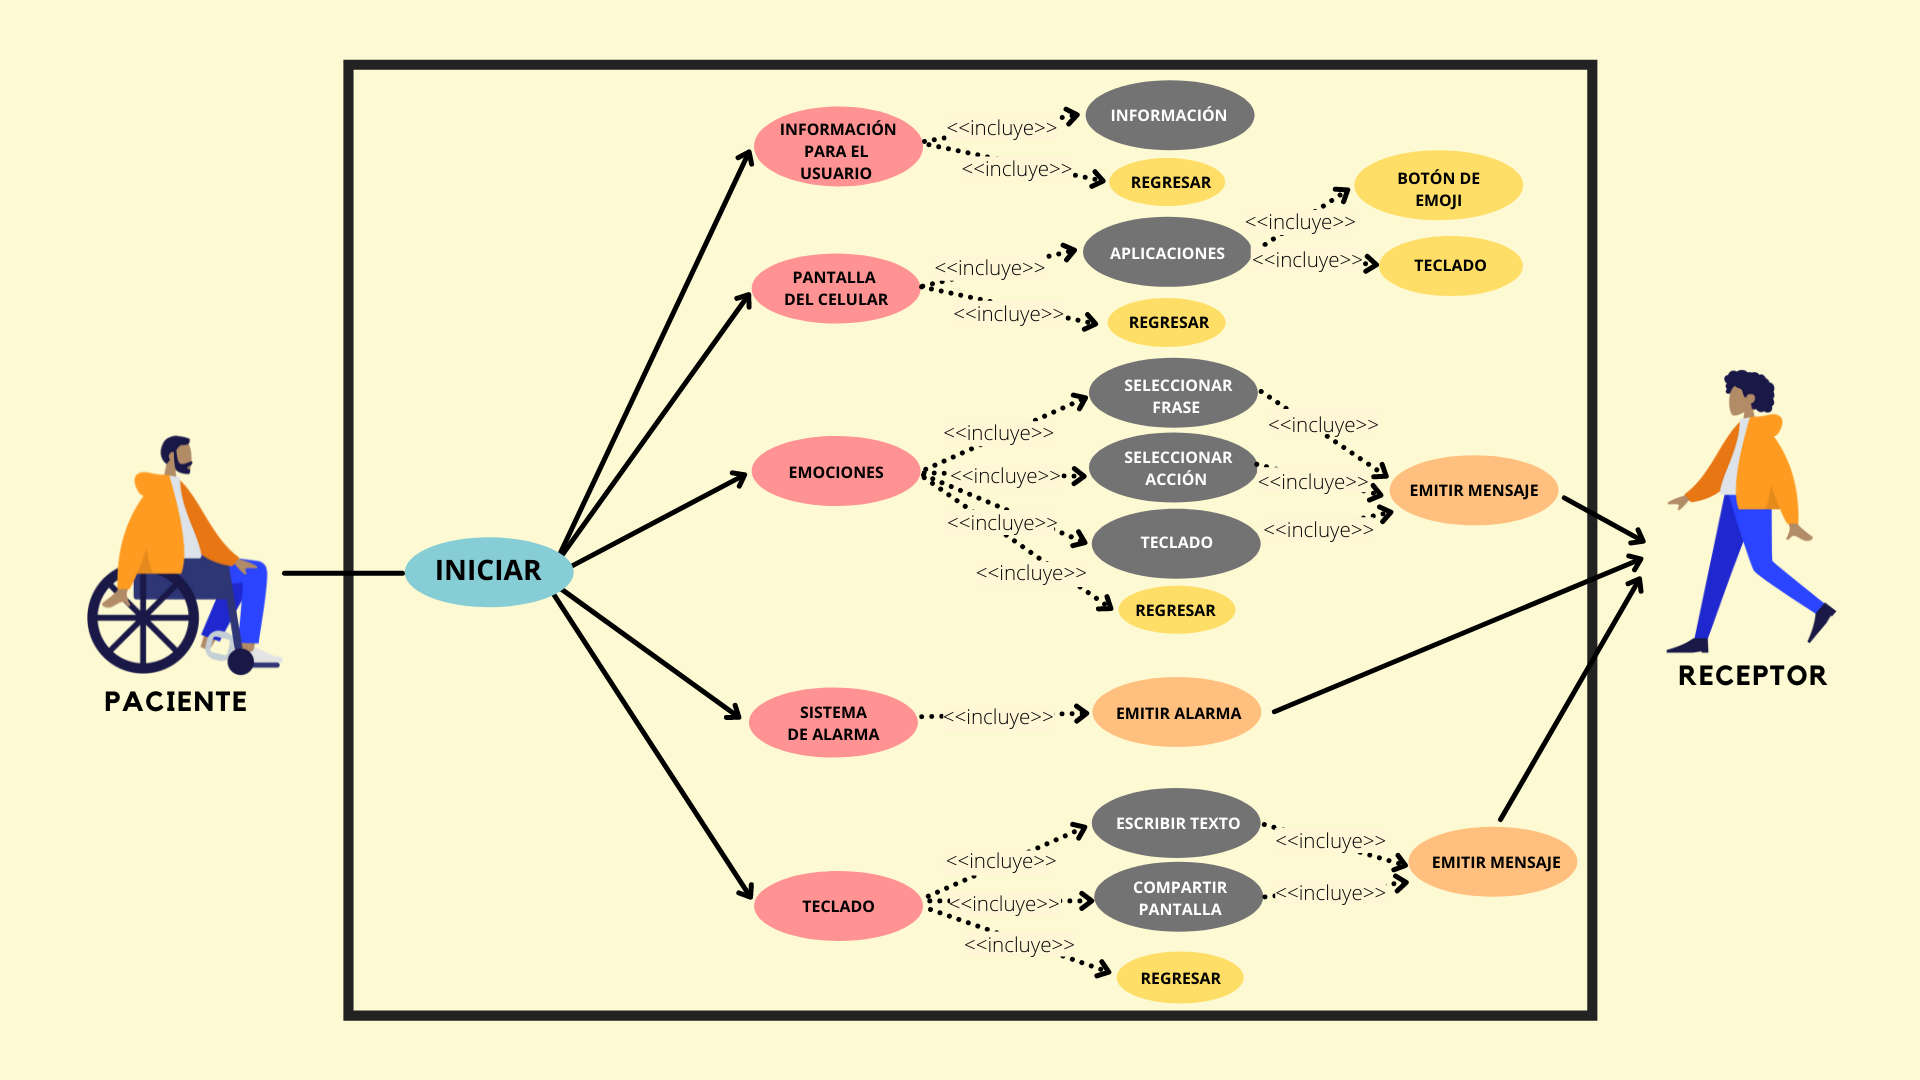 INFORMACIÓN
PARA EL
USUARIO
<<incluye>>
INFORMACIÓN
<<incluye>>
REGRESAR
PANTALLA
DEL CELULAR
<<incluye>>
APLICACIONES
<<incluye>>
BOTÓN DE
EMOJI
<<incluye>>
TECLADO
<<incluye>>
REGRESAR
EMOCIONES
<<incluye>>
SELECCIONAR
FRASE
<<incluye>>
<<incluye>>
SELECCIONAR
ACCIÓN
<<incluye>>
<<incluye>>
TECLADO
<<incluye>>
EMITIR MENSAJE
<<incluye>>
REGRESAR
INICIAR
PACIENTE
RECEPTOR
SISTEMA
DE ALARMA
<<incluye>>
EMITIR ALARMA
TECLADO
<<incluye>>
ESCRIBIR TEXTO
<<incluye>>
<<incluye>>
COMPARTIR
PANTALLA
<<incluye>>
EMITIR MENSAJE
<<incluye>>
REGRESAR